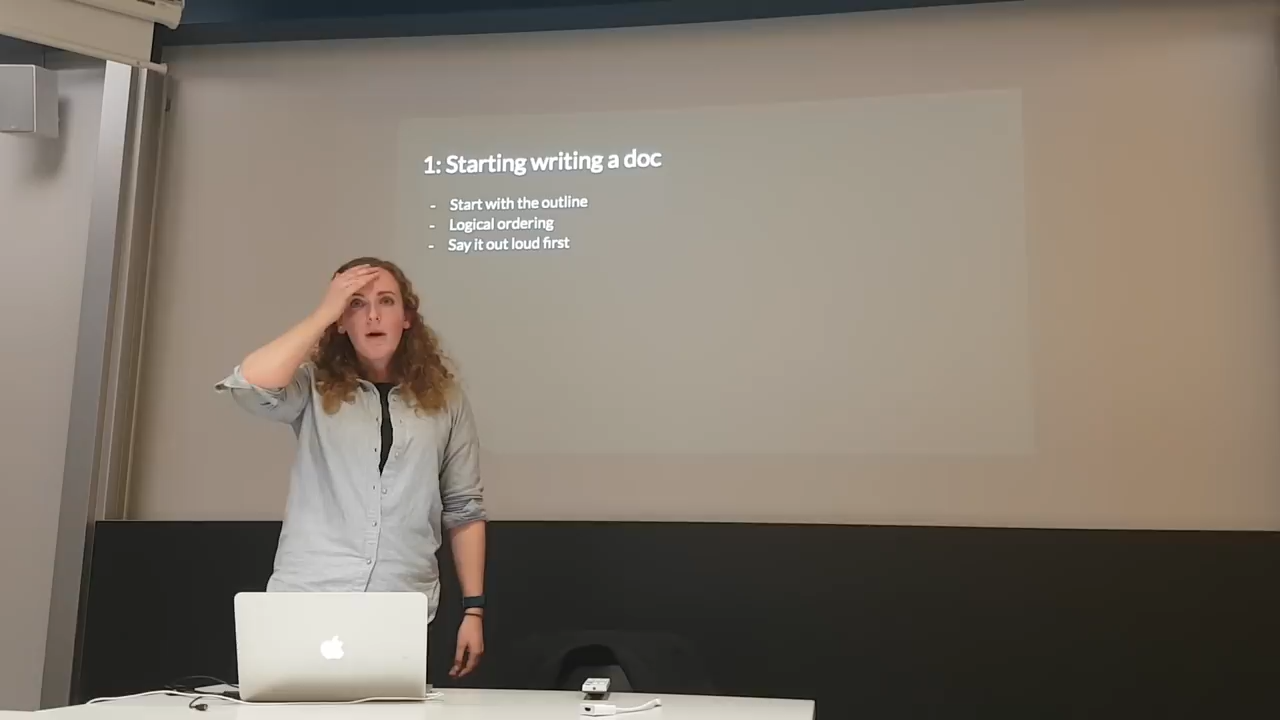 1: Starting writing a doc
- Start with the outline
- Logical ordering
- Say it out loud first